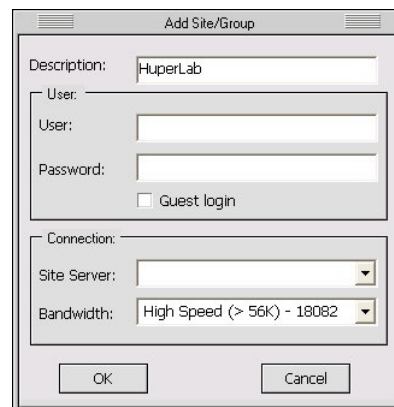 Add Site/Group
Description: HuperLab
User:
User:
Password:
Guest login
Connection:
Site Server:
Bandwidth: High Speed (> 56K) - 18082
OK Cancel